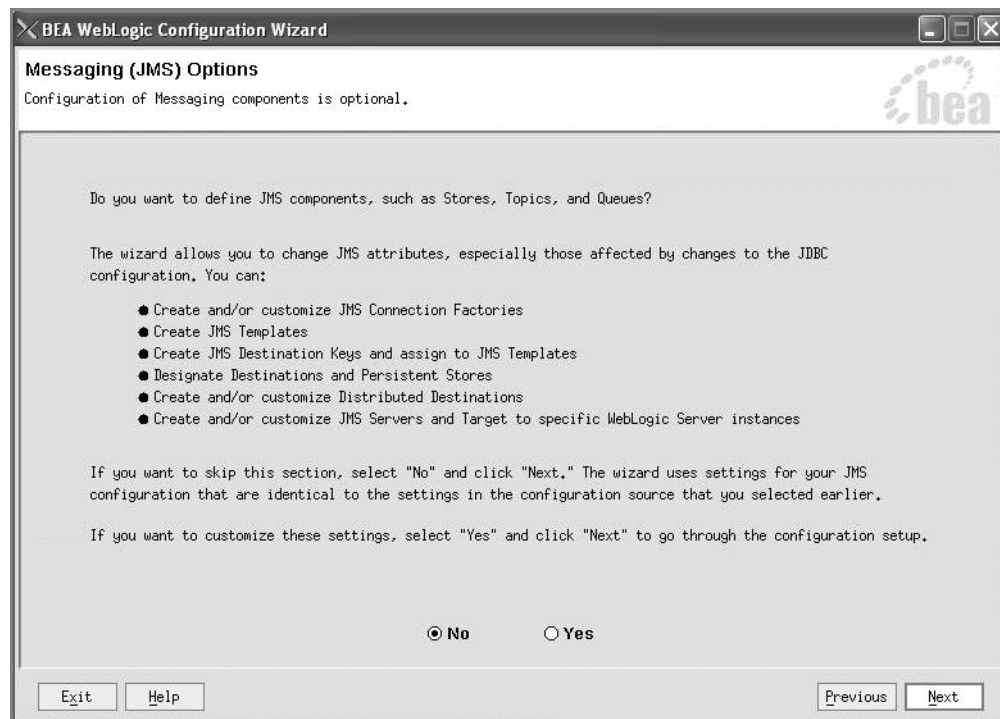 BEA WebLogic Configuration Wizard
Messaging (JMS) Options
Configuration of Messaging components is optional.
bea
Do you want to define JMS components, such as Stores, Topics, and Queues?
The wizard allows you to change JMS attributes, especially those affected by changes to the JDBC
configuration. You can:
● Create and/or customize JMS Connection Factories
● Create JMS Templates
● Create JMS Destination Keys and assign to JMS Templates
● Designate Destinations and Persistent Stores
● Create and/or customize Distributed Destinations
● Create and/or customize JMS Servers and Target to specific WebLogic Server instances
If you want to skip this section, select "No" and click "Next." The wizard uses settings for your JMS
configuration that are identical to the settings in the configuration source that you selected earlier.
If you want to customize these settings, select "Yes" and click "Next" to go through the configuration setup.
No Yes
Exit Help Previous Next